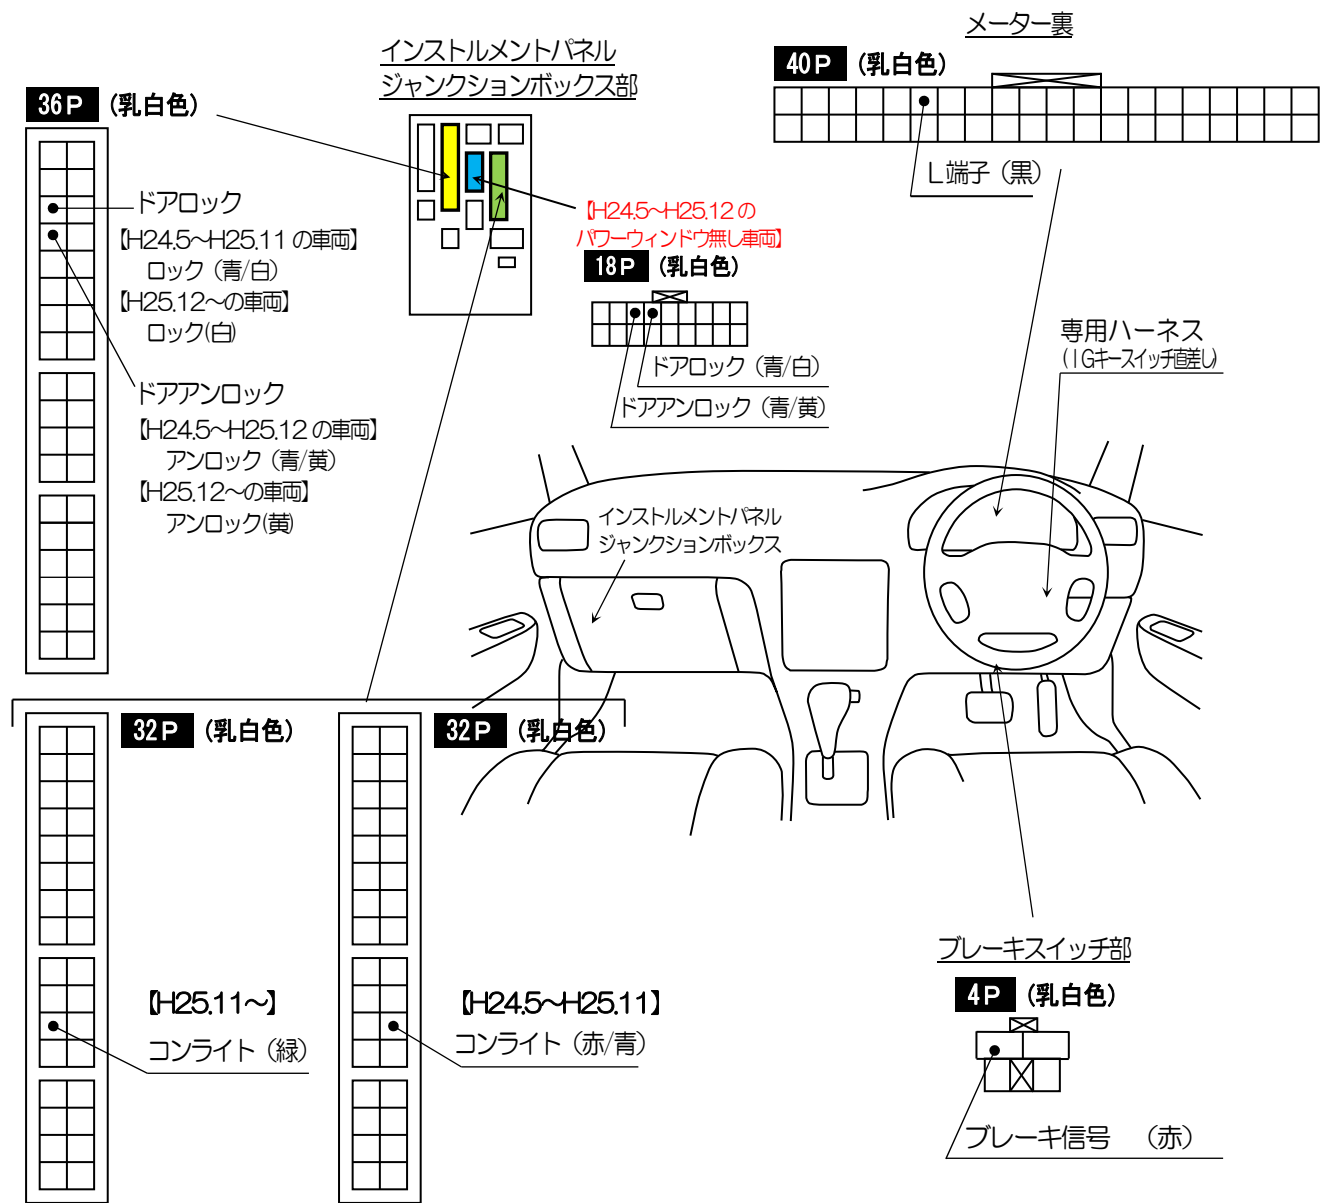 メーター裏
40P (乳白色)
L端子（黒）
インストルメントパネル
ジャンクションボックス部
36P (乳白色)
ドアロック
【H24.5～H25.11の車両】
ロック（青/白）
【H25.12～の車両】
ロック(白)
ドアアンロック
【H24.5～H25.12の車両】
アンロック（青/黄）
【H25.12～の車両】
アンロック(黄)
【H24.5～H25.12の
パワーウィンドウ無し車両】
18P (乳白色)
ドアロック（青/白）
ドアアンロック（青/黄）
専用ハーネス
(IGキースイッチ直差し)
インストルメントパネル
ジャンクションボックス
32P (乳白色)
【H25.11～】
コンライト（緑）
32P (乳白色)
【H24.5～H25.11】
コンライト（赤/青）
ブレーキスイッチ部
4P (乳白色)
ブレーキ信号　（赤）